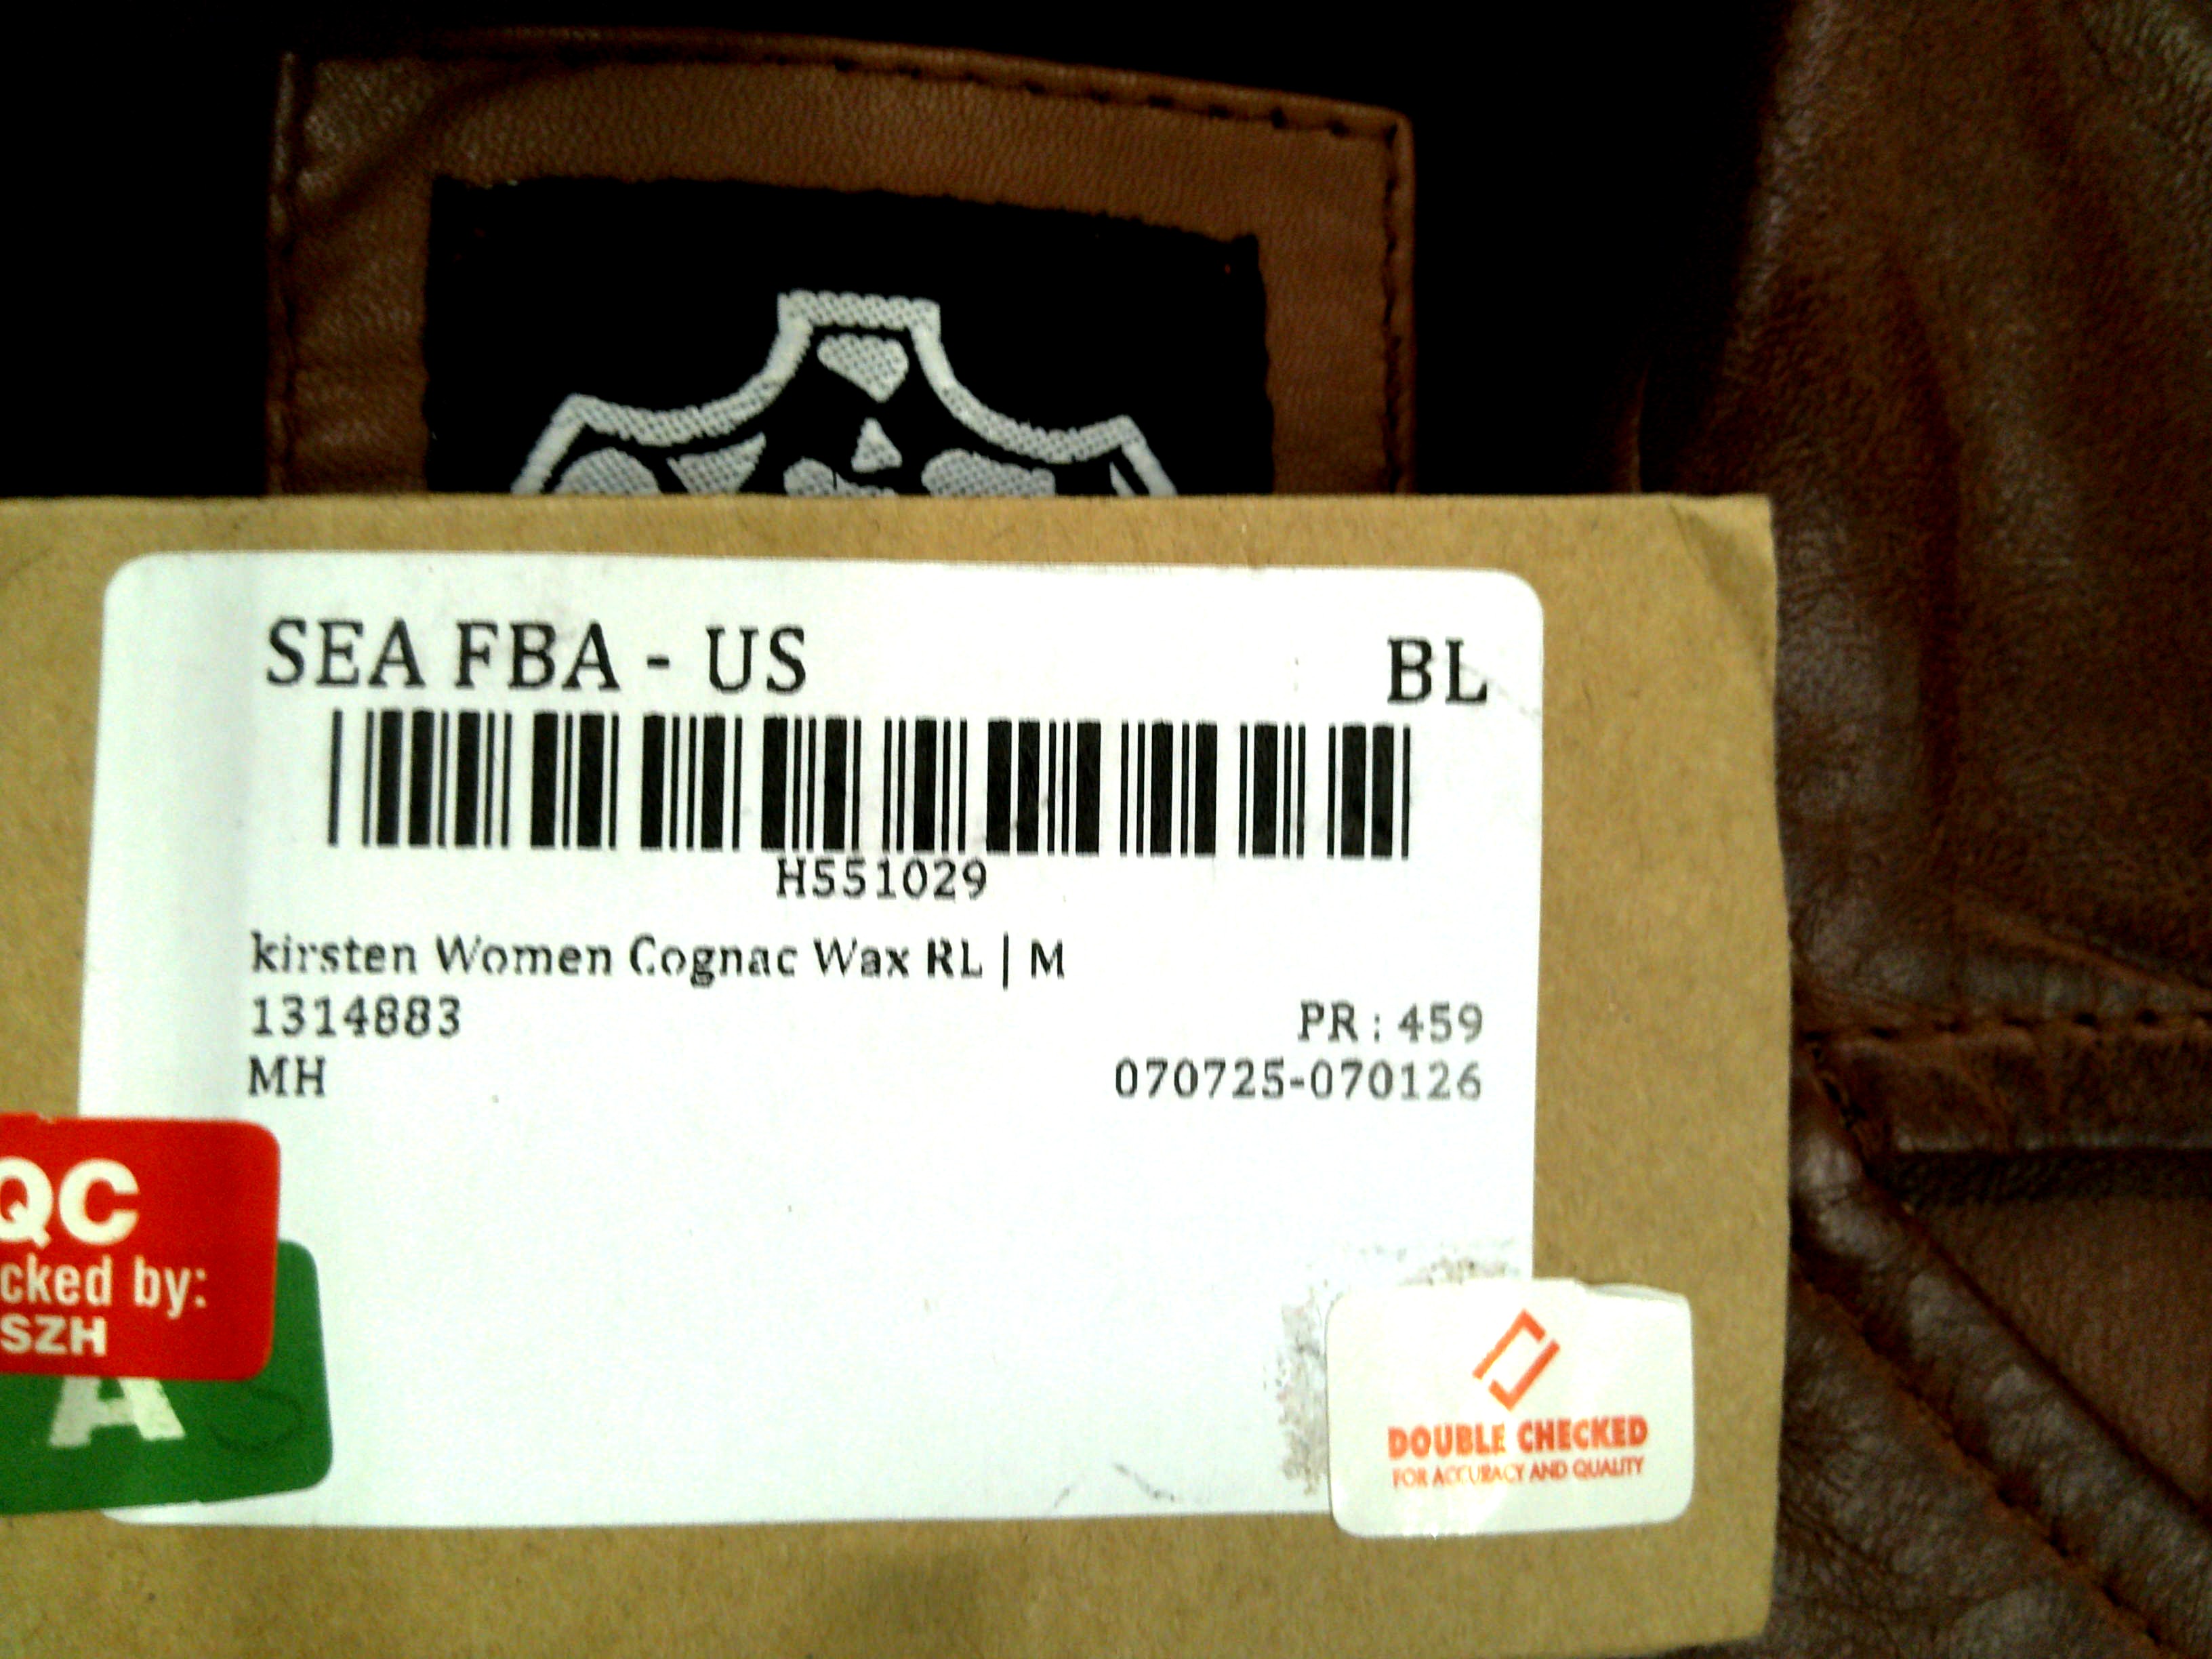 SEA FBA - US BL
H551029
kirsten Women Cognac Wax RL | M
1314883 PR : 459
MH 070725-070126
QC
cked by:
SZH
A
DOUBLE CHECKED
FOR ACCURACY AND QUALITY